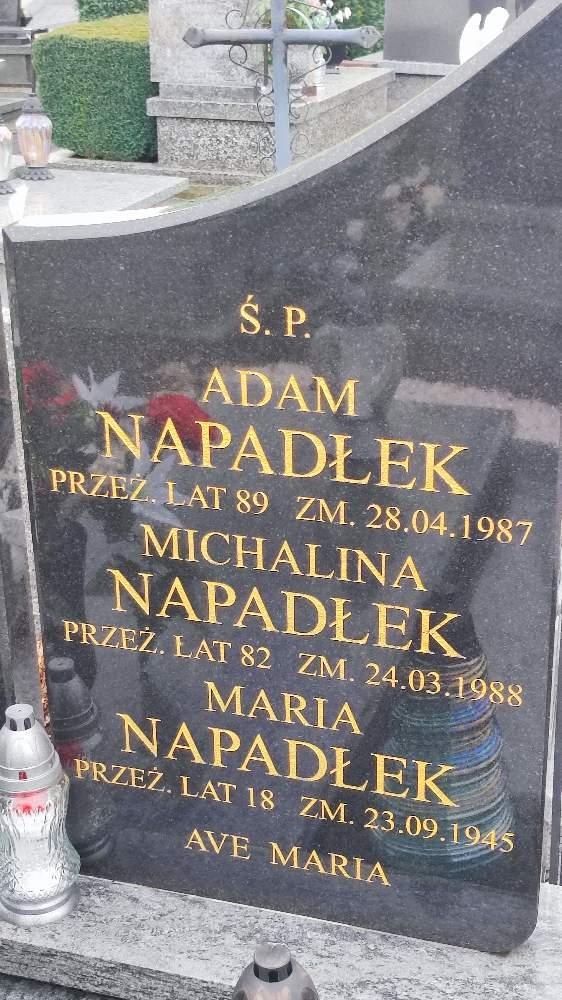 Ś. P.
ADAM
NAPADŁEK
PRZEŻ. LAT 89 ZM. 28.04.1987
MICHALINA
NAPADŁEK
PRZEŻ. ŁAT 82 ZM. 24.03.1988
MARIA
NAPADŁEK
PRZEŻ. LAT 18 ZM. 23.09.1945
AVE MARIA